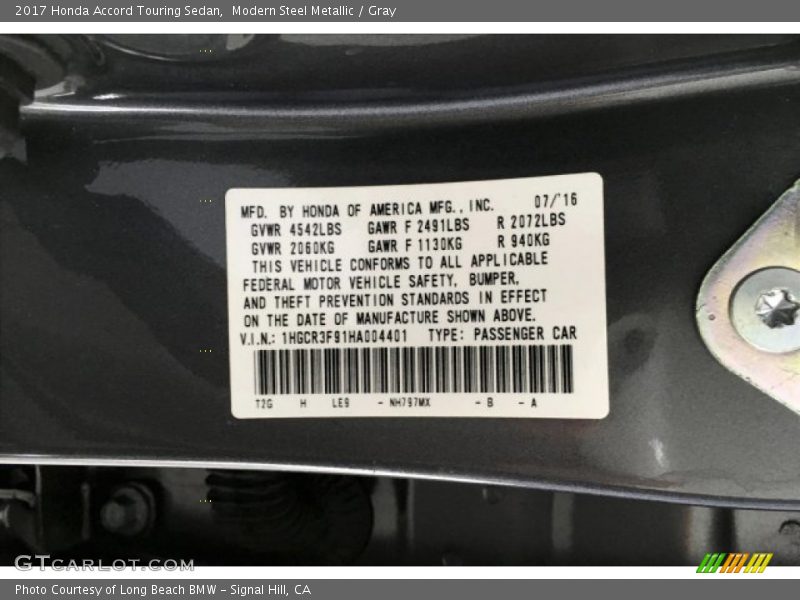 2017 Honda Accord Touring Sedan,  Modern Steel Metallic / Gray
MFD. BY HONDA OF AMERICA MFG., INC. 07/'16
GVWR 4542LBS GAWR F 2491LBS R 2072LBS
GVWR 2060KG GAWR F 1130KG R 940KG
THIS VEHICLE CONFORMS TO ALL APPLICABLE
FEDERAL MOTOR VEHICLE SAFETY, BUMPER,
AND THEFT PREVENTION STANDARDS IN EFFECT
ON THE DATE OF MANUFACTURE SHOWN ABOVE.
V.I.N.: 1HGCR3F91HA004401 TYPE: PASSENGER CAR
T2G H LE9 - NH797MX - B - A
GTCARLOT.COM
Photo Courtesy of Long Beach BMW – Signal Hill, CA